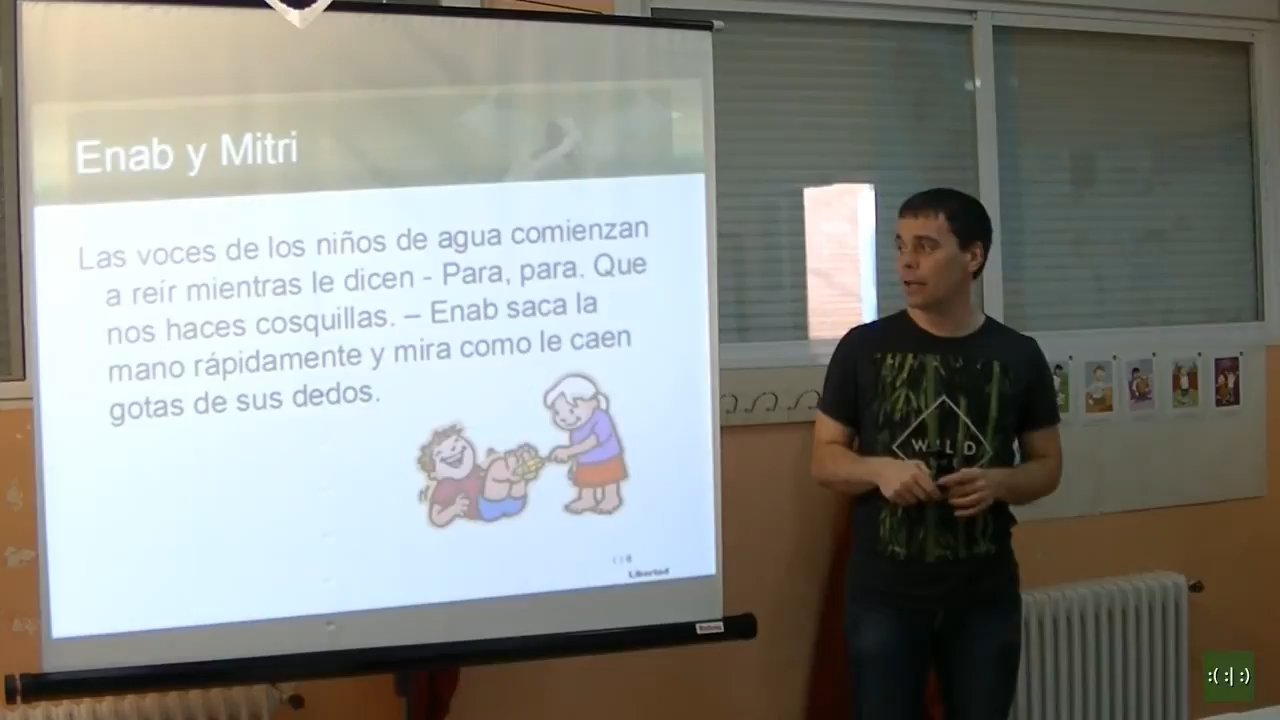 Enab y Mitri
Las voces de los niños de agua comienzan
a reír mientras le dicen - Para, para. Que
nos haces cosquillas. – Enab saca la
mano rápidamente y mira como le caen
gotas de sus dedos.
Libertad
WILD
:( :| :)